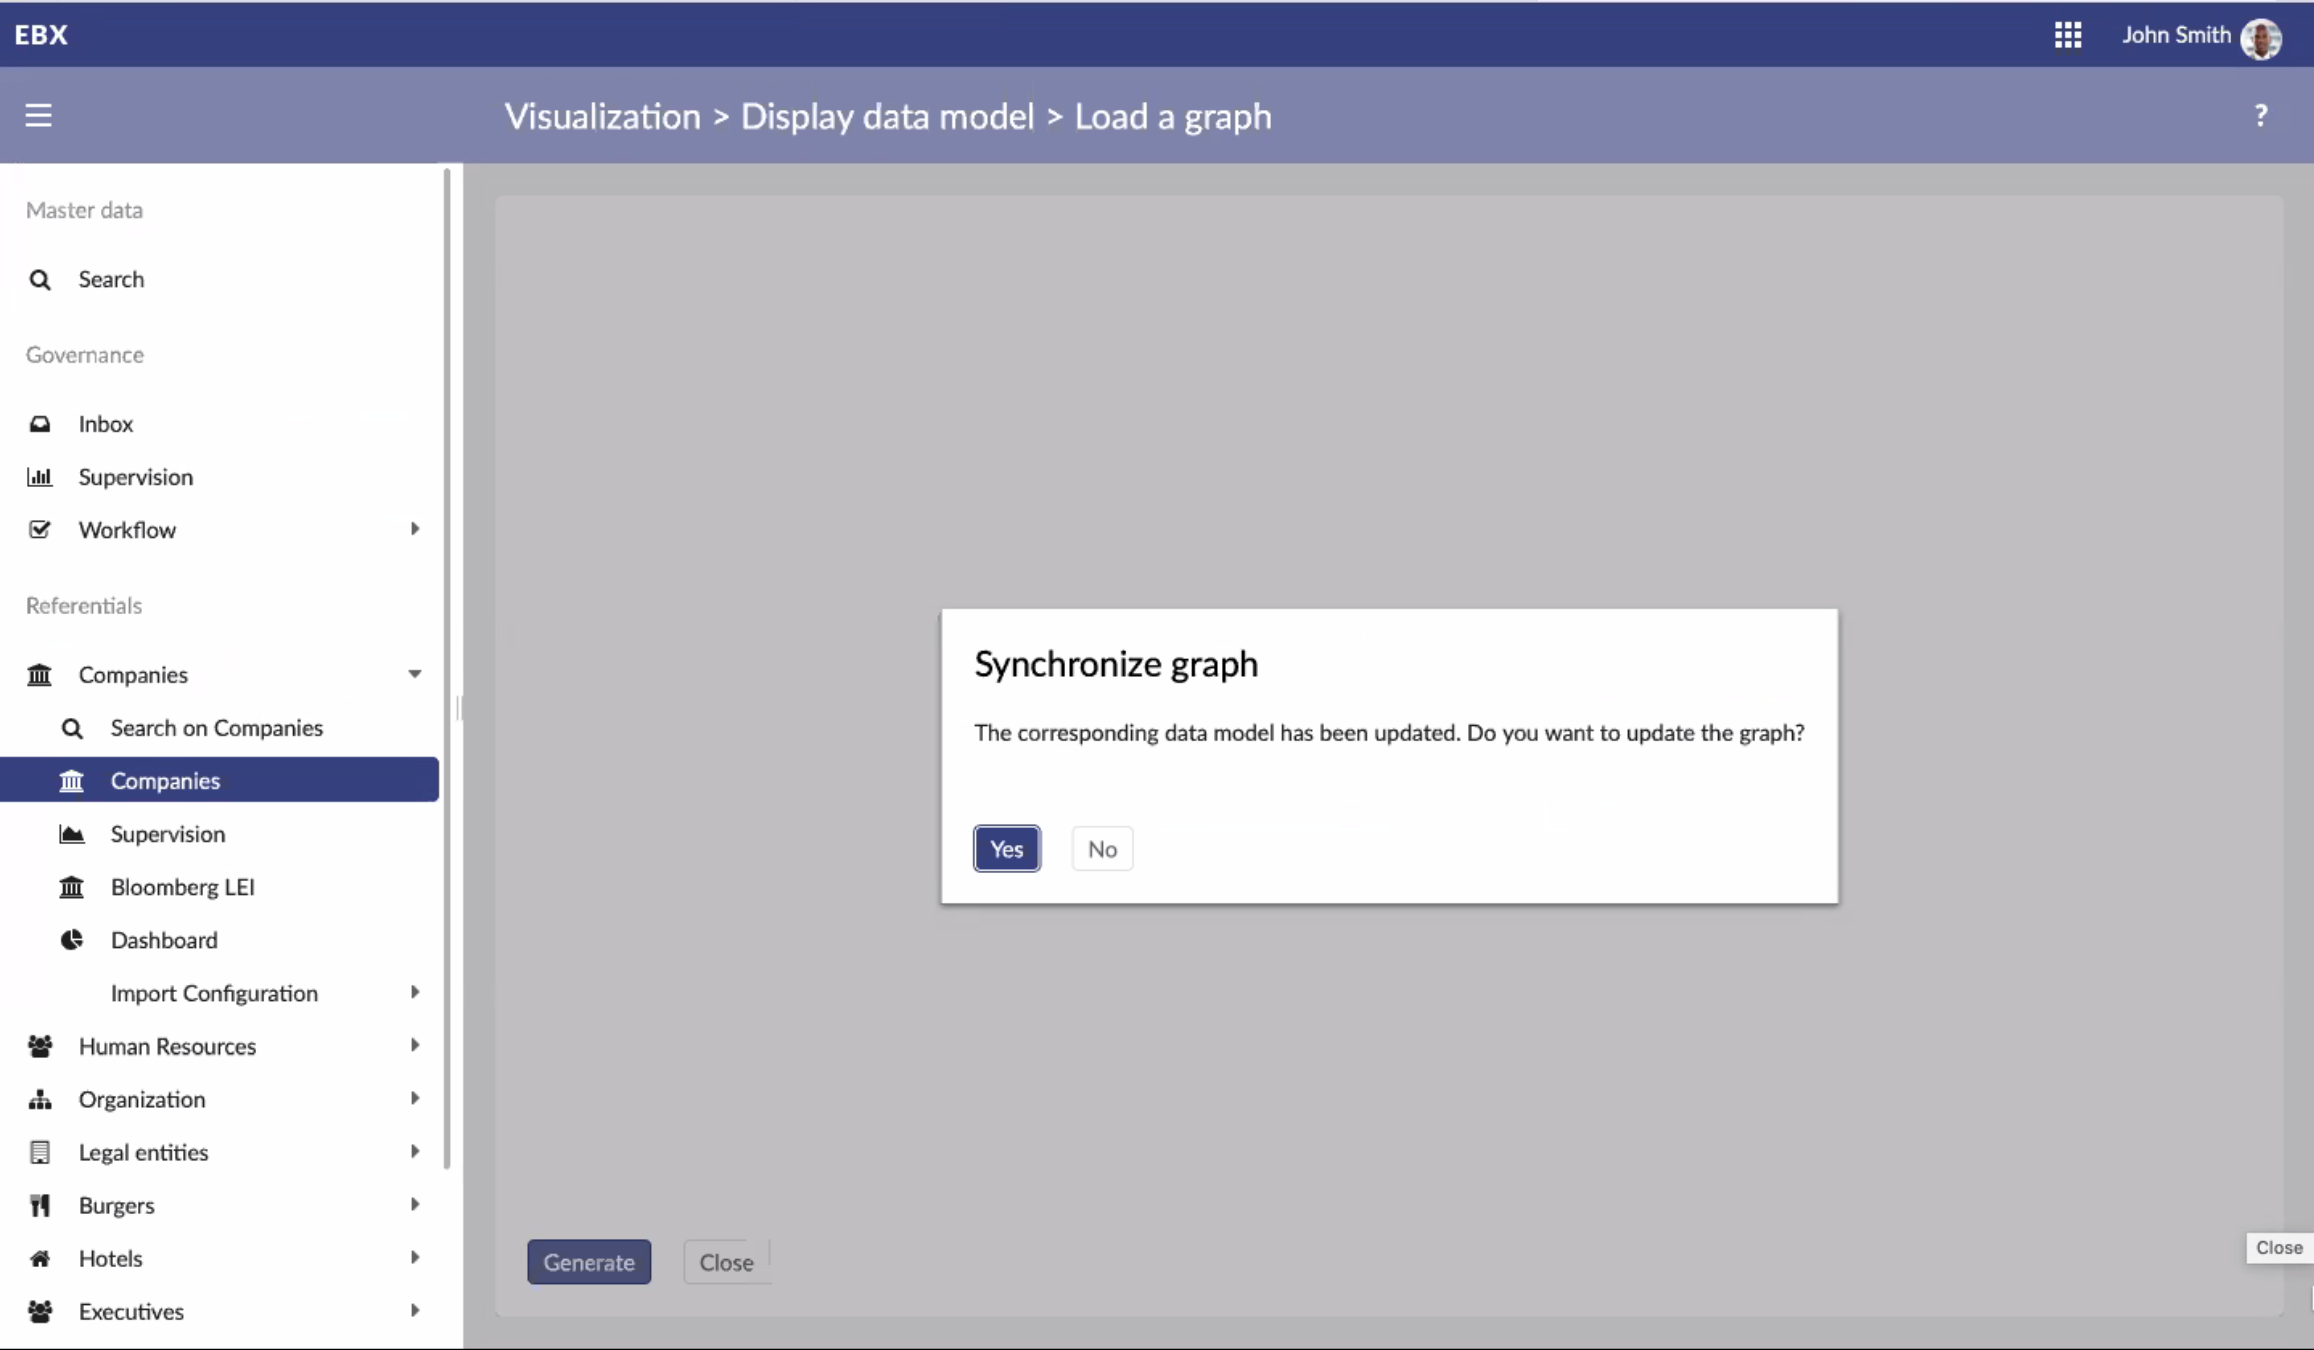 EBX
John Smith
Visualization > Display data model > Load a graph
?
Master data
Search
Governance
Inbox
Supervision
Workflow
Referentials
Companies
Search on Companies
Companies
Supervision
Bloomberg LEI
Dashboard
Import Configuration
Human Resources
Organization
Legal entities
Burgers
Hotels
Executives
Synchronize graph
The corresponding data model has been updated. Do you want to update the graph?
Yes No
Generate Close
Close